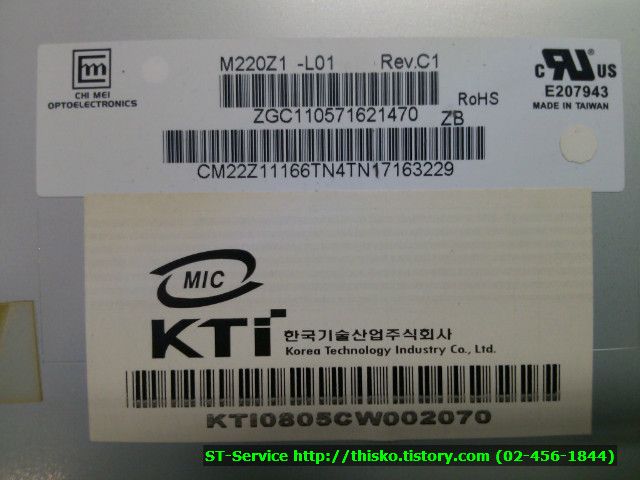 CHI MEI
OPTOELECTRONICS
M220Z1 -L01 Rev.C1
ZGC110571621470
RoHS
ZB
CM22Z11166TN4TN17163229
C UR US
E207943
MADE IN TAIWAN
MIC
KTi 한국기술산업주식회사
Korea Technology Industry Co., Ltd.
KTI0805CW002070
ST-Service http://thisko.tistory.com (02-456-1844)